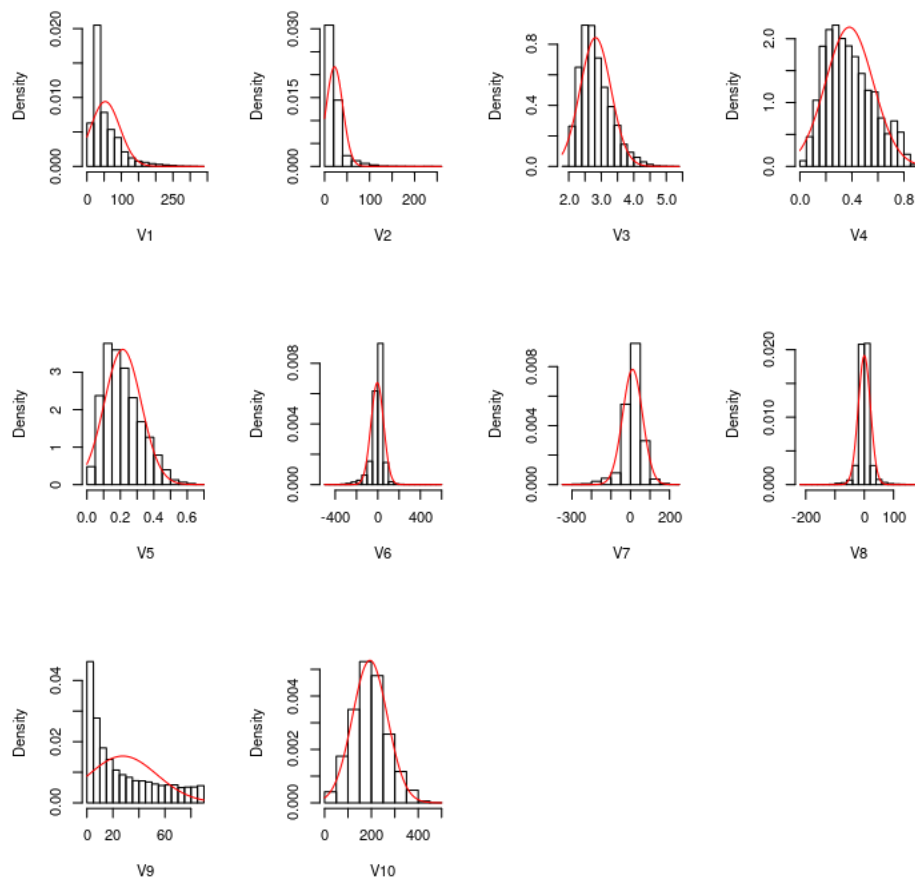 Density
0.000 0.010 0.020
0 100 250
V1
Density
0.000 0.015 0.030
0 100 200
V2
Density
0.0 0.4 0.8
2.0 3.0 4.0 5.0
V3
Density
0.0 1.0 2.0
0.0 0.4 0.8
V4
Density
0 1 2 3
0.0 0.2 0.4 0.6
V5
Density
0.000 0.004 0.008
-400 0 400
V6
Density
0.000 0.004 0.008
-300 0 200
V7
Density
0.000 0.010 0.020
-200 0 100
V8
Density
0.00 0.02 0.04
0 20 60
V9
Density
0.000 0.002 0.004
0 200 400
V10